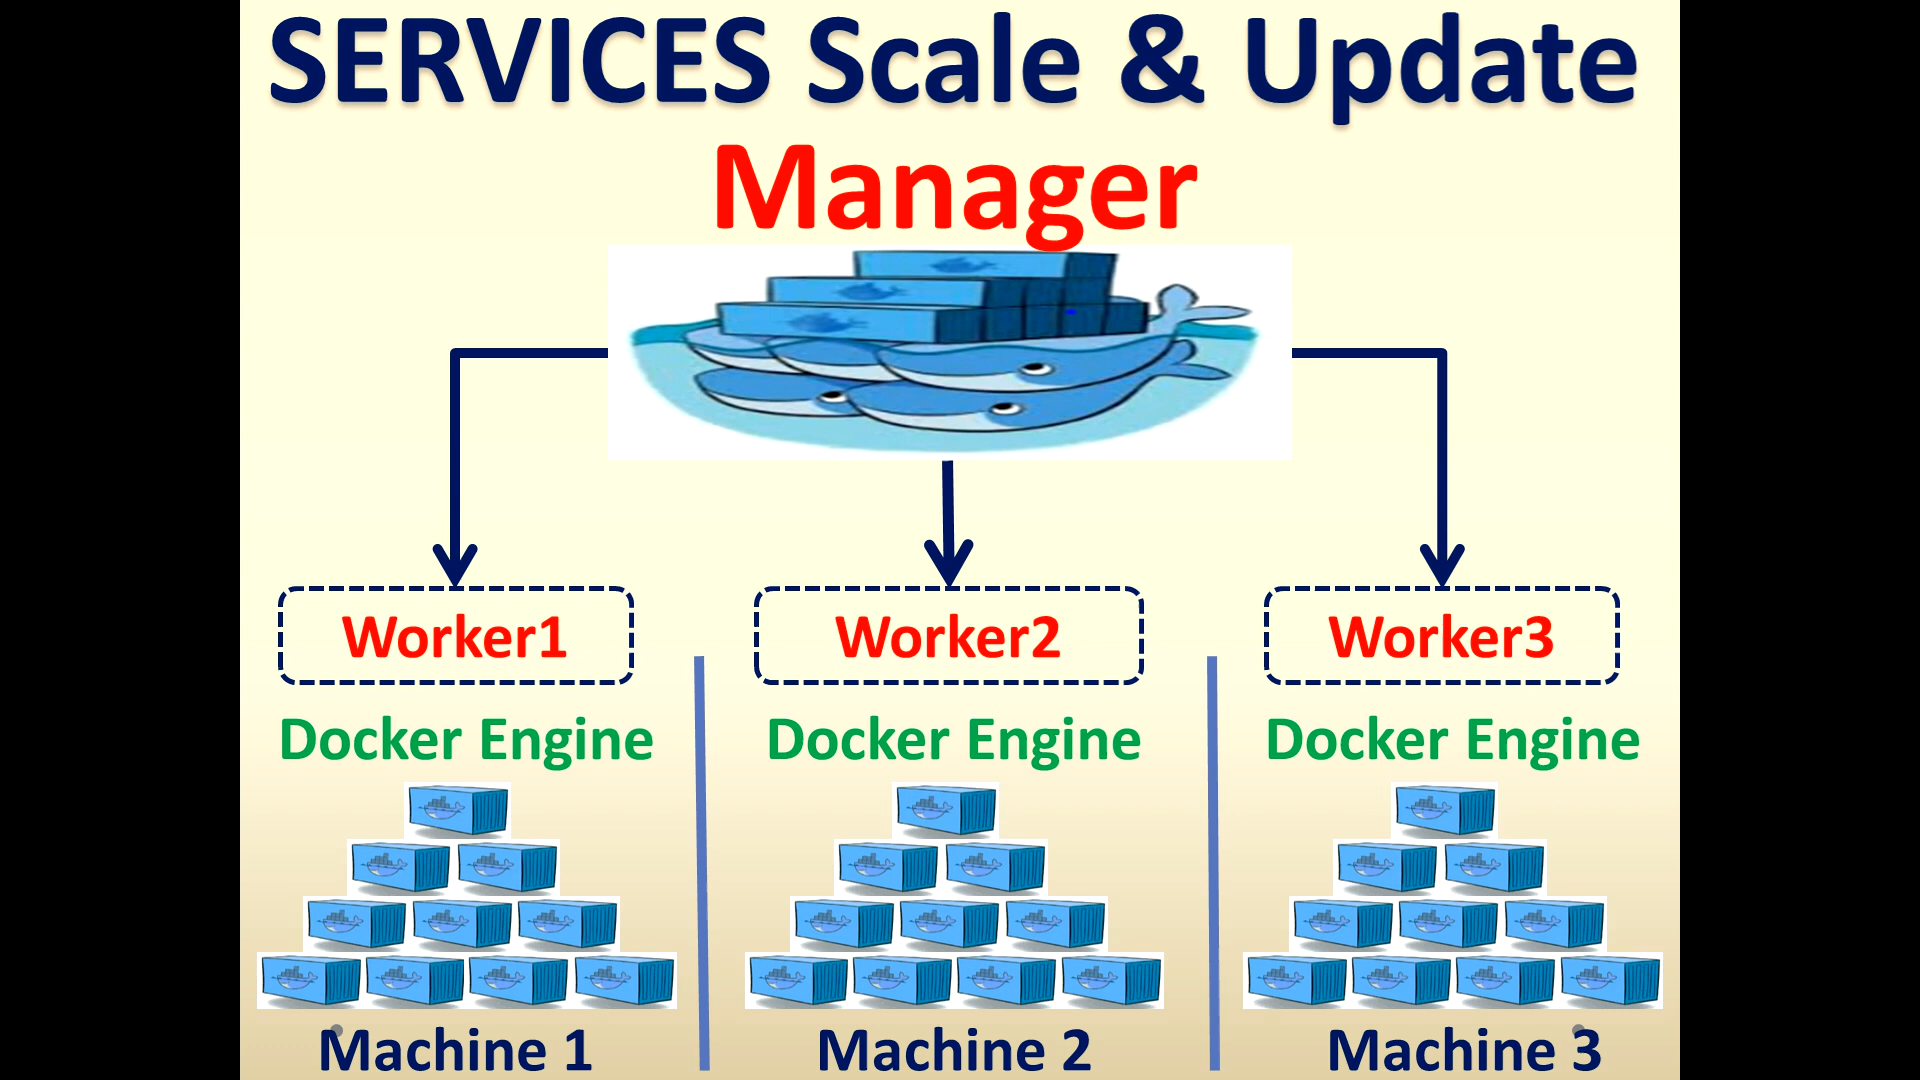 SERVICES Scale & Update
Manager
Worker1
Worker2
Worker3
Docker Engine
Docker Engine
Docker Engine
Machine 1
Machine 2
Machine 3